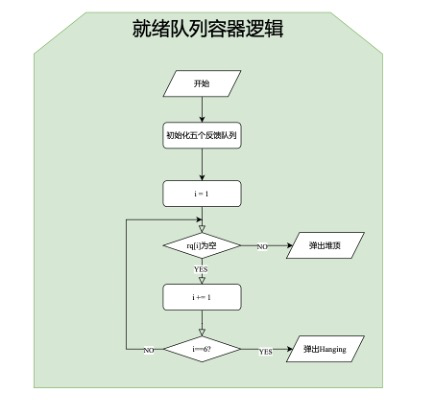 就绪队列容器逻辑
开始
初始化五个反馈队列
i = 1
rq[i]为空
NO
弹出堆顶
YES
i += 1
i==6?
NO
YES
弹出Hanging